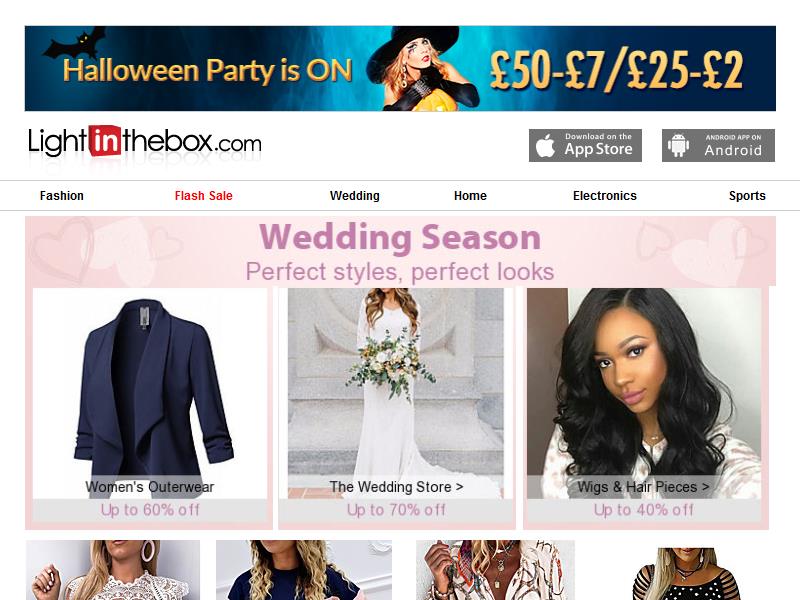 Halloween Party is ON
£50-£7/£25-£2
Lightinthebox.com
Download on the
App Store
ANDROID APP ON
Android
Fashion
Flash Sale
Wedding
Home
Electronics
Sports
Wedding Season
Perfect styles, perfect looks
Women's Outerwear
Up to 60% off
The Wedding Store >
Up to 70% off
Wigs & Hair Pieces >
Up to 40% off